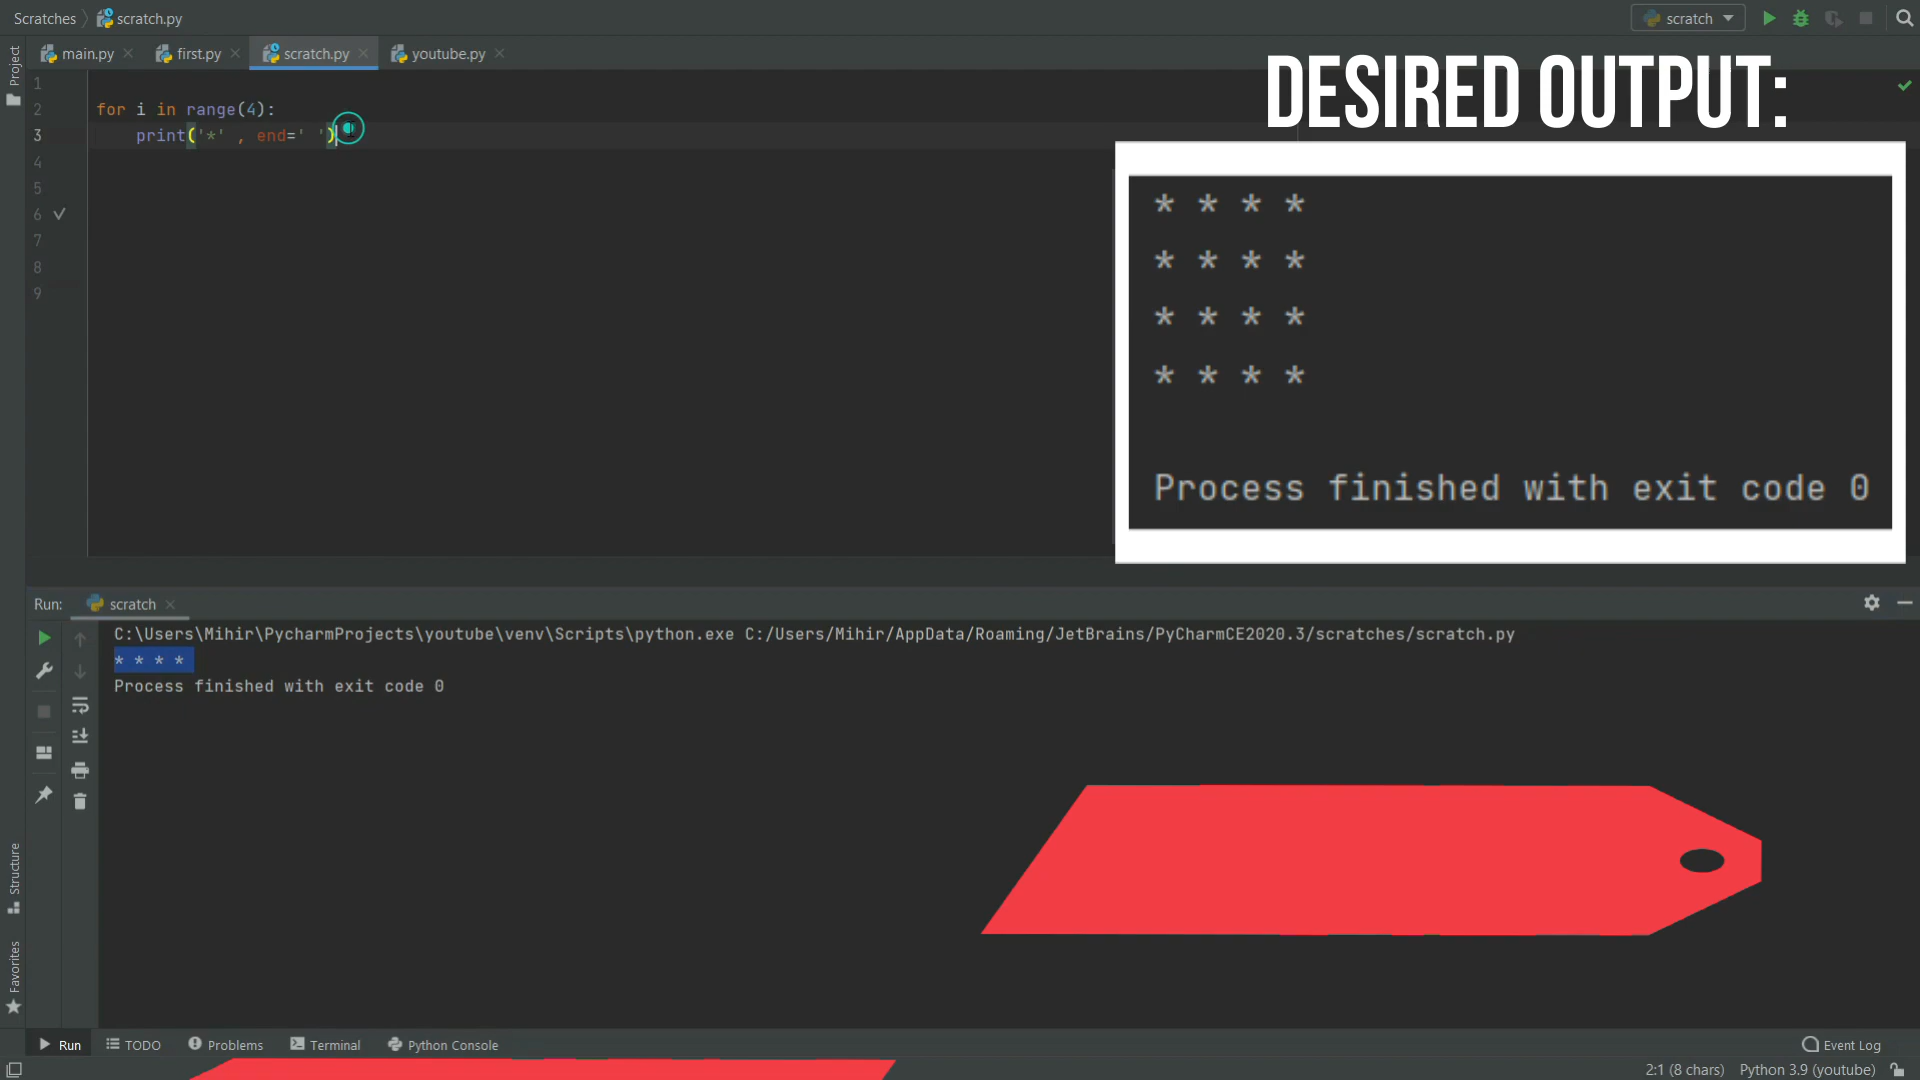 Scratches scratch.py
scratch
main.py first.py scratch.py youtube.py
DESIRED OUTPUT:
Project
1
2 for i in range(4):
3 print('*' , end=' ')
4
5
6
7
8
9
* * * *
* * * *
* * * *
* * * *
Process finished with exit code 0
Run: scratch
C:\Users\Mihir\PycharmProjects\youtube\venv\Scripts\python.exe C:/Users/Mihir/AppData/Roaming/JetBrains/PyCharmCE2020.3/scratches/scratch.py
* * * *
Process finished with exit code 0
Structure
Favorites
Run TODO Problems Terminal Python Console Event Log
2:1 (8 chars) Python 3.9 (youtube)